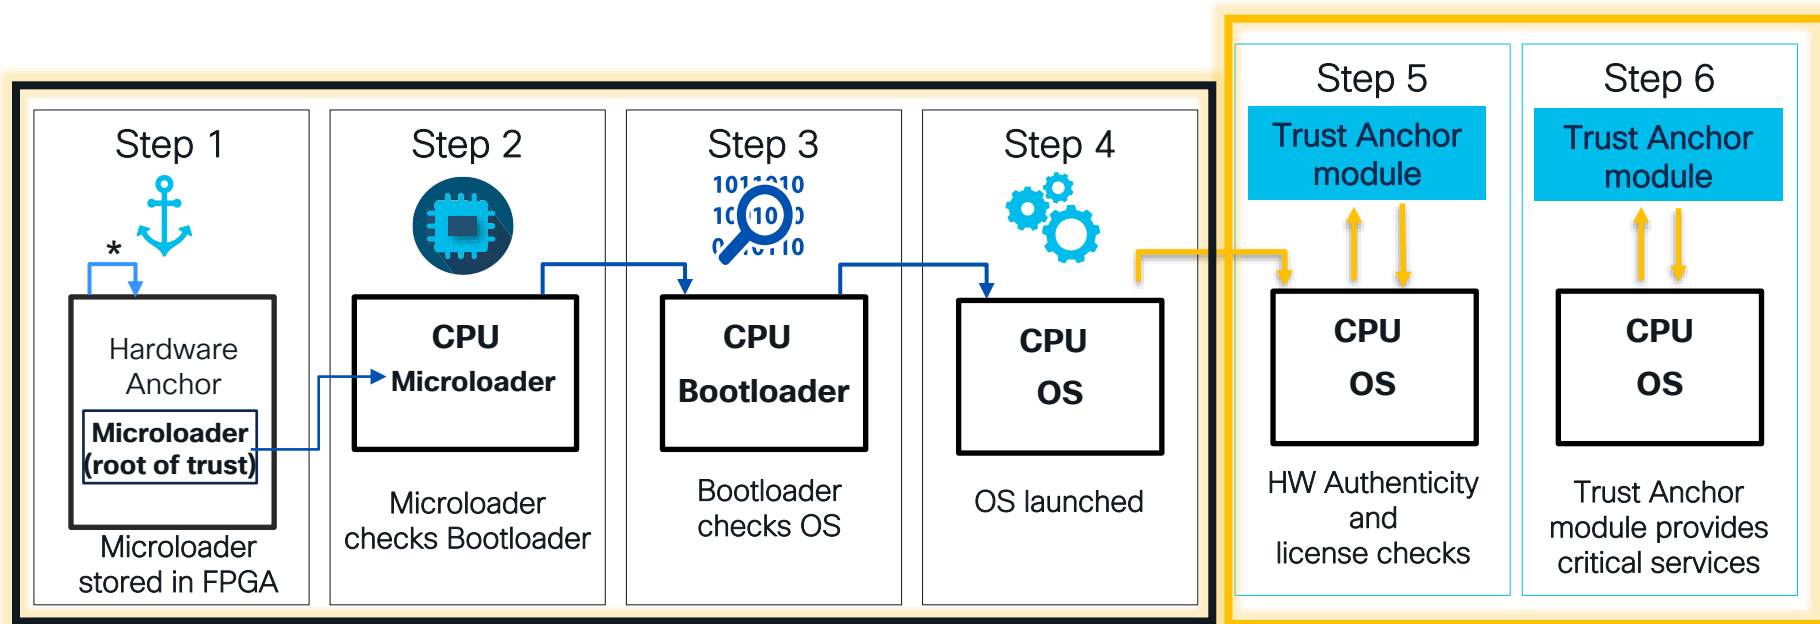 Step 1
*
Hardware
Anchor
Microloader
(root of trust)
Microloader
stored in FPGA
Step 2
CPU
Microloader
Microloader
checks Bootloader
Step 3
CPU
Bootloader
Bootloader
checks OS
Step 4
CPU
OS
OS launched
Step 5
Trust Anchor
module
CPU
OS
HW Authenticity
and
license checks
Step 6
Trust Anchor
module
CPU
OS
Trust Anchor
module provides
critical services